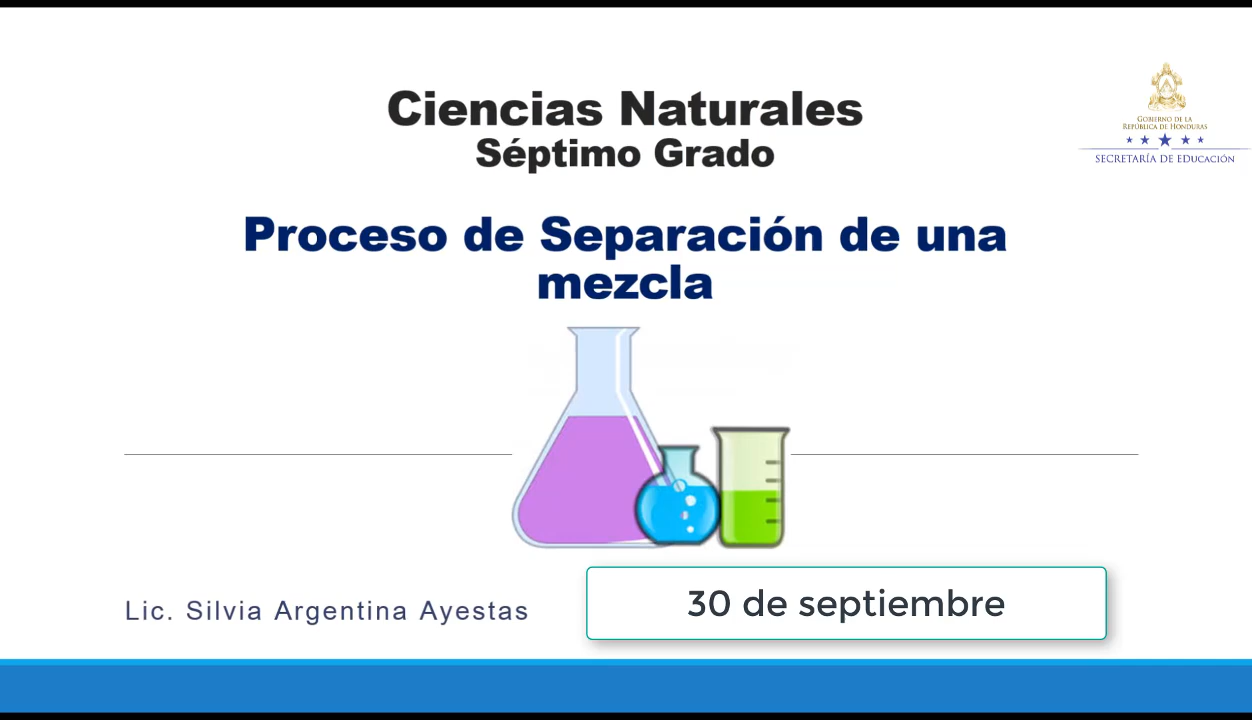 Ciencias Naturales
Séptimo Grado
GOBIERNO DE LA
REPÚBLICA DE HONDURAS
SECRETARÍA DE EDUCACIÓN
Proceso de Separación de una
mezcla
Lic. Silvia Argentina Ayestas
30 de septiembre